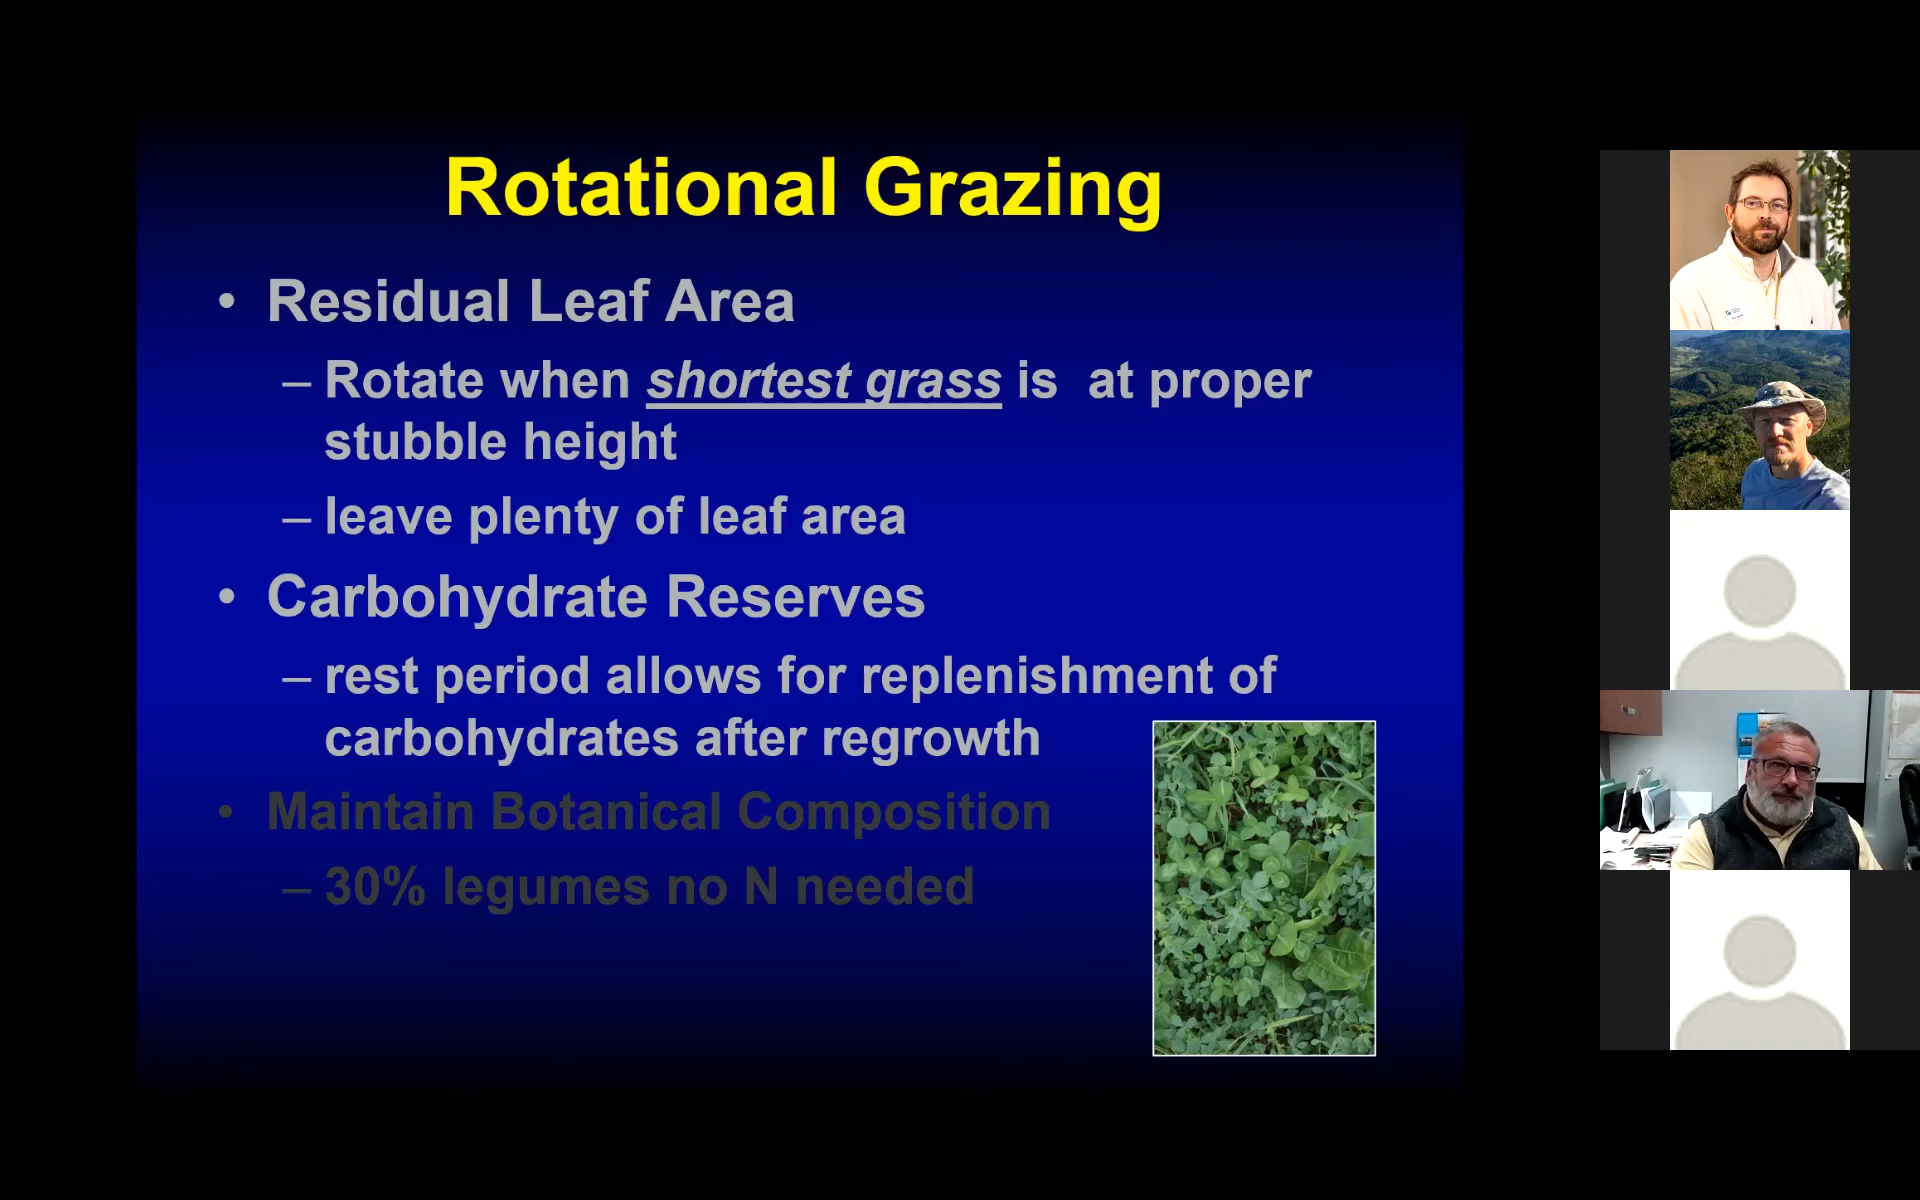 Rotational Grazing
• Residual Leaf Area
– Rotate when shortest grass is at proper
stubble height
– leave plenty of leaf area
• Carbohydrate Reserves
– rest period allows for replenishment of
carbohydrates after regrowth
• Maintain Botanical Composition
– 30% legumes no N needed